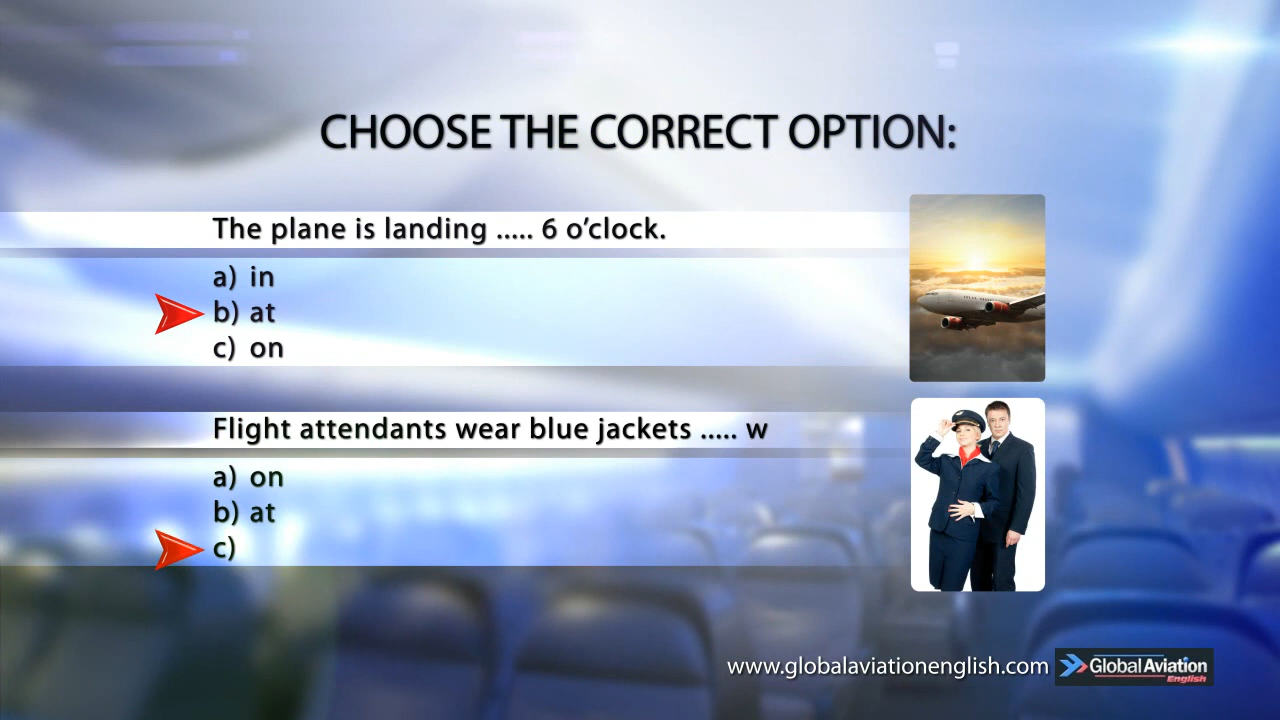 CHOOSE THE CORRECT OPTION:
The plane is landing ..... 6 o’clock.
a) in
b) at
c) on
Flight attendants wear blue jackets ..... w
a) on
b) at
c)
www.globalaviationenglish.com
Global Aviation
English